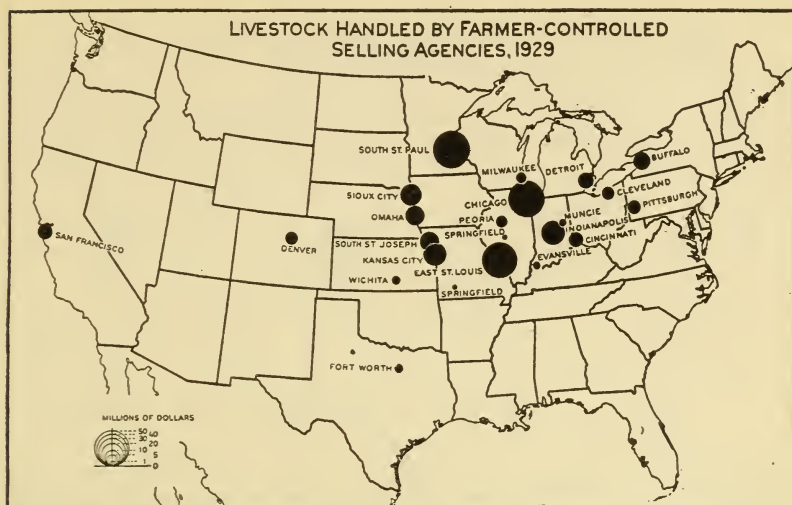 LIVESTOCK HANDLED BY FARMER-CONTROLLED
SELLING AGENCIES, 1929
SOUTH ST. PAUL
MILWAUKEE
DETROIT
BUFFALO
SIOUX CITY
CHICAGO
CLEVELAND
OMAHA
PEORIA
MUNCIE
PITTSBURGH
SAN FRANCISCO
DENVER
SOUTH ST JOSEPH
SPRINGFIELD
INDIANAPOLIS
CINCINNATI
KANSAS CITY
EAST ST. LOUIS
EVANSVILLE
WICHITA
SPRINGFIELD
FORT WORTH
MILLIONS OF DOLLARS
50 40
30 20
10 5
1 0